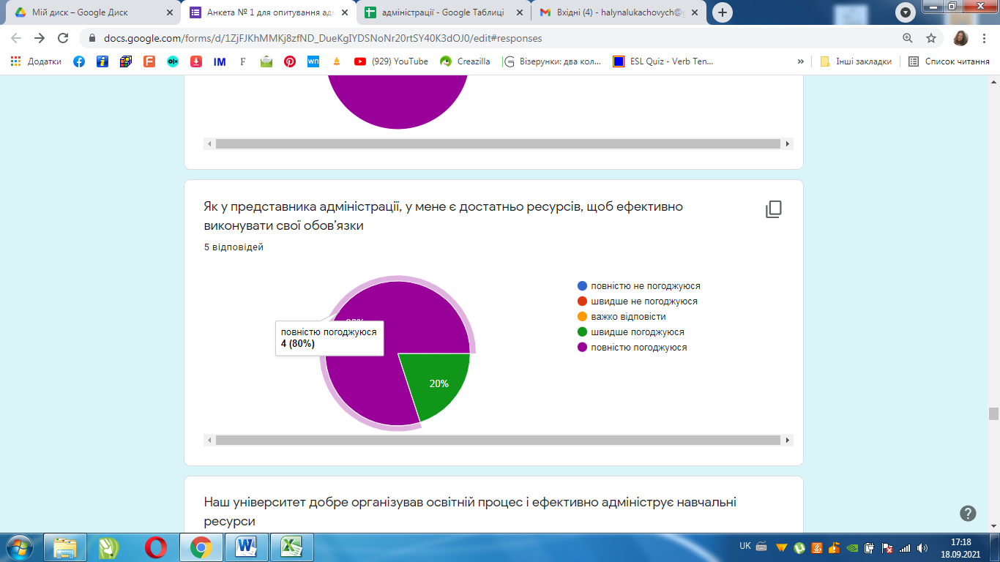 Мій диск – Google Диск
Анкета № 1 для опитування адм
адміністрації - Google Таблиці
Вхідні (4) - halynalukachovych@g
docs.google.com/forms/d/1ZjFJKhMMKj8zfND_DueKgIYDSNoNr20rtSY40K3dOJ0/edit#responses
Додатки
IM
F
wn
(929) YouTube
Creazilla
Візерунки: два кол...
ESL Quiz - Verb Ten...
»
Інші закладки
Список читання
Як у представника адміністрації, у мене є достатньо ресурсів, щоб ефективно
виконувати свої обов’язки
5 відповідей
повністю погоджуюся
4 (80%)
20%
повністю не погоджуюся
швидше не погоджуюся
важко відповісти
швидше погоджуюся
повністю погоджуюся
Наш університет добре організував освітній процес і ефективно адмініструє навчальні
ресурси
UK
17:18
18.09.2021